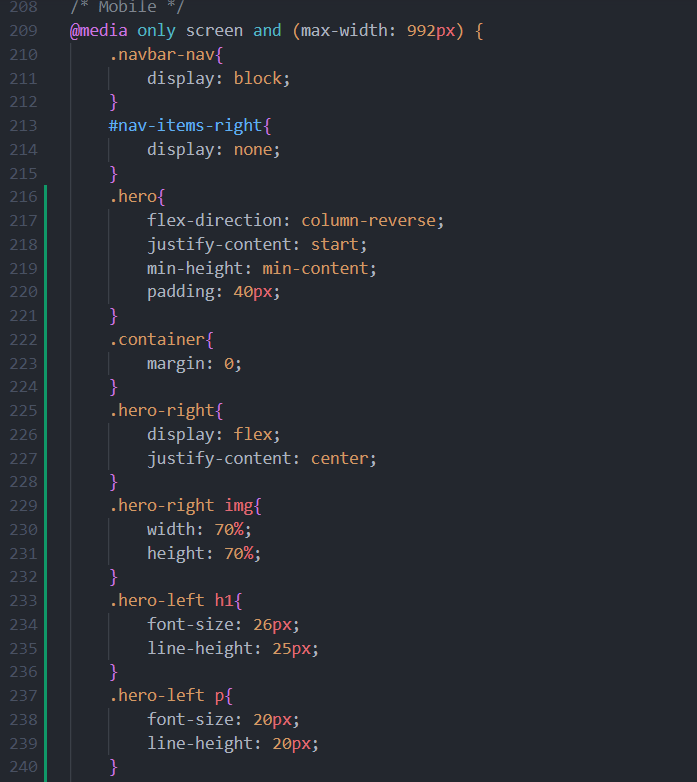 208 /* Mobile */
209 @media only screen and (max-width: 992px) {
210     .navbar-nav{
211         display: block;
212     }
213     #nav-items-right{
214         display: none;
215     }
216     .hero{
217         flex-direction: column-reverse;
218         justify-content: start;
219         min-height: min-content;
220         padding: 40px;
221     }
222     .container{
223         margin: 0;
224     }
225     .hero-right{
226         display: flex;
227         justify-content: center;
228     }
229     .hero-right img{
230         width: 70%;
231         height: 70%;
232     }
233     .hero-left h1{
234         font-size: 26px;
235         line-height: 25px;
236     }
237     .hero-left p{
238         font-size: 20px;
239         line-height: 20px;
240     }